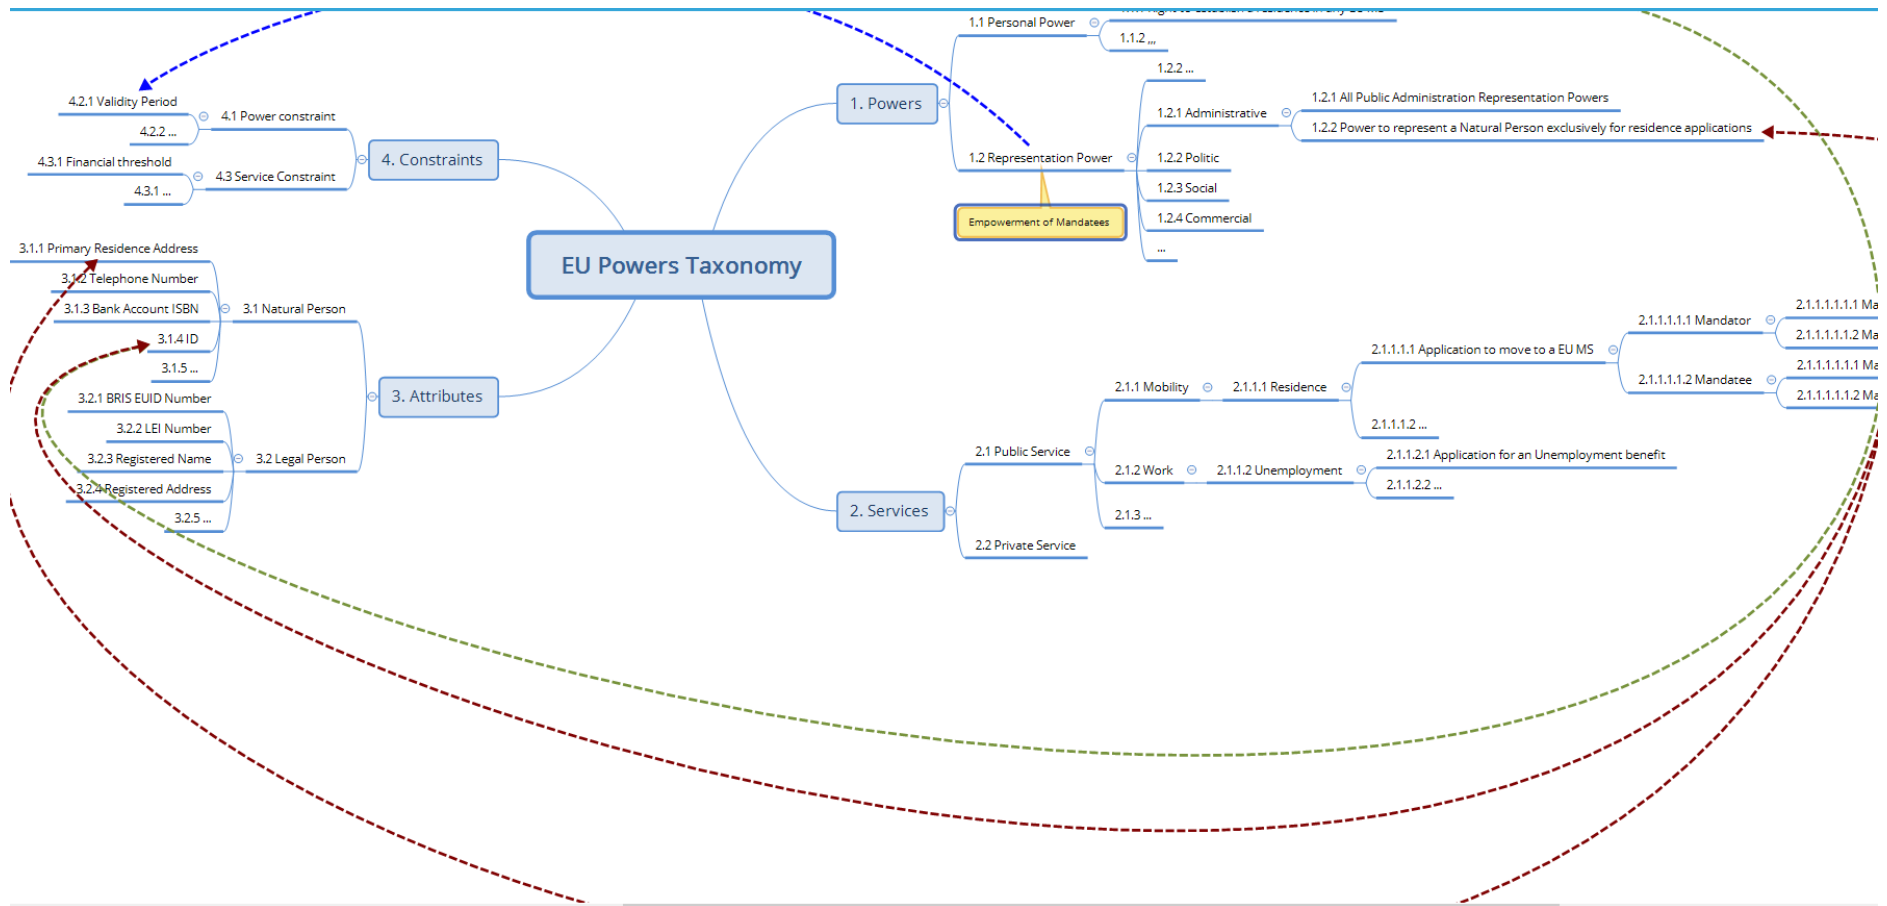 EU Powers Taxonomy
1. Powers
1.1 Personal Power
1.1.2 ,,,
1.2 Representation Power
Empowerment of Mandatees
1.2.2 ...
1.2.1 Administrative
1.2.1 All Public Administration Representation Powers
1.2.2 Power to represent a Natural Person exclusively for residence applications
1.2.2 Politic
1.2.3 Social
1.2.4 Commercial
...
2. Services
2.1 Public Service
2.1.1 Mobility
2.1.1.1 Residence
2.1.1.1.1 Application to move to a EU MS
2.1.1.1.1.1 Mandator
2.1.1.1.1.1.1 Ma
2.1.1.1.1.1.2 Ma
2.1.1.1.1.2 Mandatee
2.1.1.1.1.1.1 Ma
2.1.1.1.1.1.2 Ma
2.1.1.1.2 ...
2.1.2 Work
2.1.1.2 Unemployment
2.1.1.2.1 Application for an Unemployment benefit
2.1.1.2.2 ...
2.1.3 ...
2.2 Private Service
3. Attributes
3.1 Natural Person
3.1.1 Primary Residence Address
3.1.2 Telephone Number
3.1.3 Bank Account ISBN
3.1.4 ID
3.1.5 ...
3.2 Legal Person
3.2.1 BRIS EUID Number
3.2.2 LEI Number
3.2.3 Registered Name
3.2.4 Registered Address
3.2.5 ...
4. Constraints
4.1 Power constraint
4.2.1 Validity Period
4.2.2 ...
4.3 Service Constraint
4.3.1 Financial threshold
4.3.1 ...